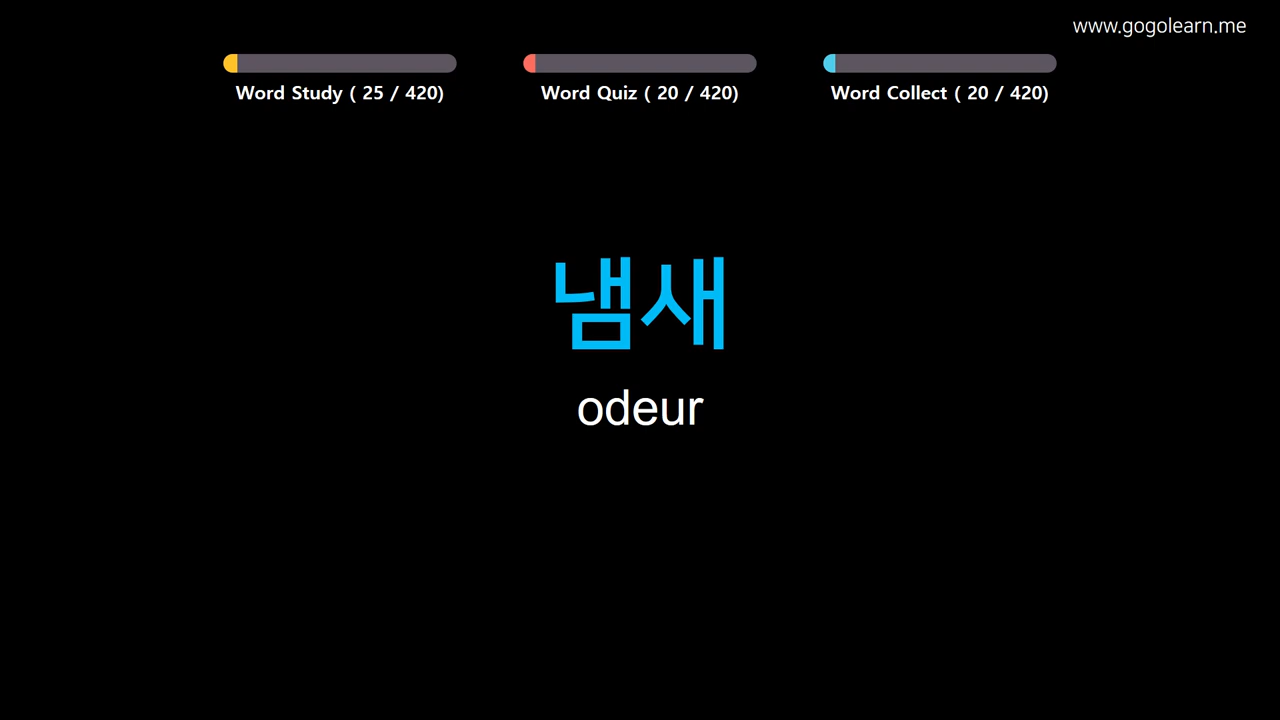 www.gogolearn.me
Word Study ( 25 / 420)
Word Quiz ( 20 / 420)
Word Collect ( 20 / 420)
냄새
odeur